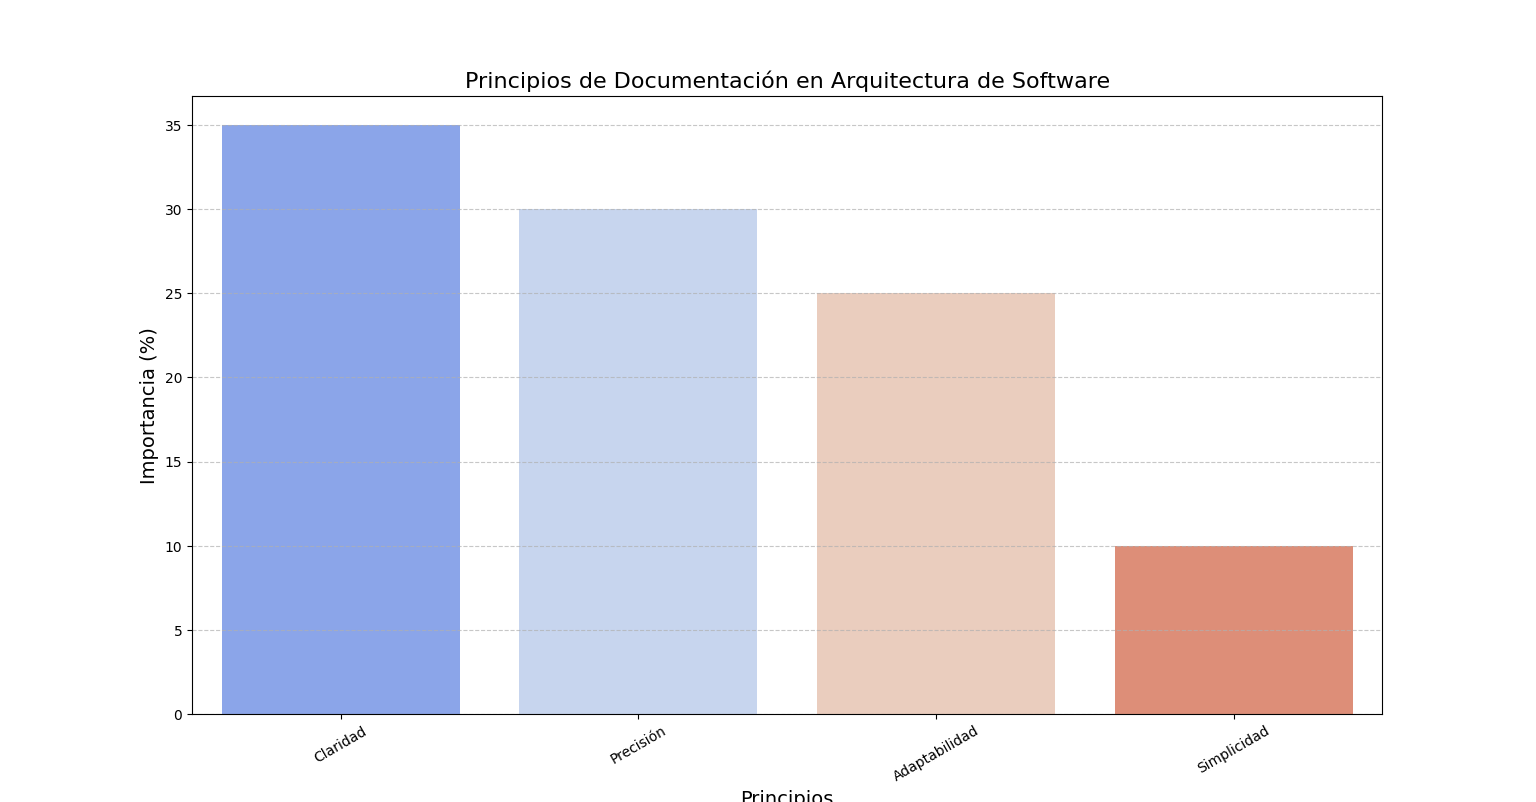 Principios de Documentación en Arquitectura de Software
Importancia (%)
35
30
25
20
15
10
5
0
Claridad
Precisión
Adaptabilidad
Simplicidad
Principios